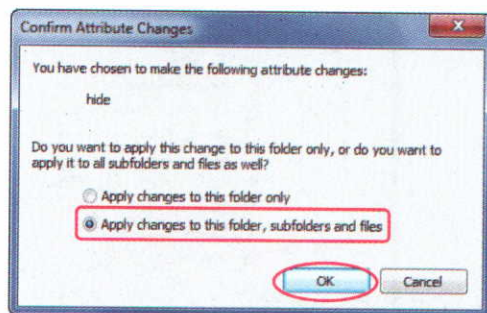 Confirm Attribute Changes
You have chosen to make the following attribute changes:
hide
Do you want to apply this change to this folder only, or do you want to
apply it to all subfolders and files as well?
Apply changes to this folder only
Apply changes to this folder, subfolders and files
OK
Cancel